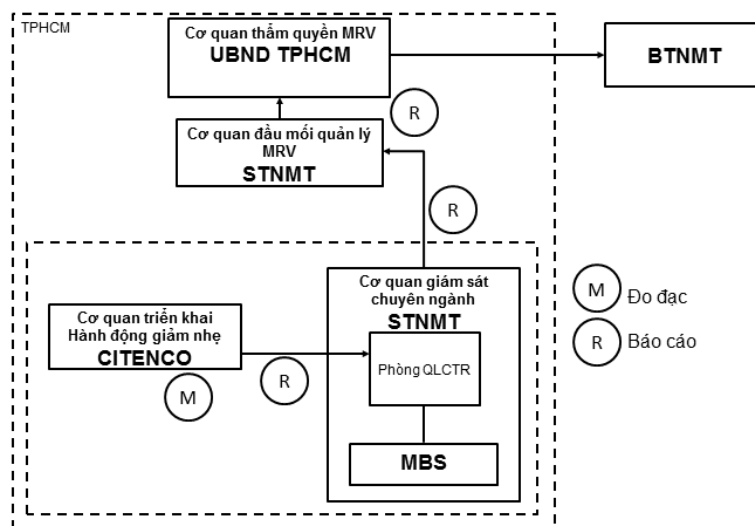 TPHCM
Cơ quan thẩm quyền MRV
UBND TPHCM
BTNMT
R
Cơ quan đầu mối quản lý
MRV
STNMT
R
Cơ quan giám sát
chuyên ngành
STNMT
Phòng QLCTR
MBS
Cơ quan triển khai
Hành động giảm nhẹ
CITENCO
M
R
M Đo đạc
R Báo cáo